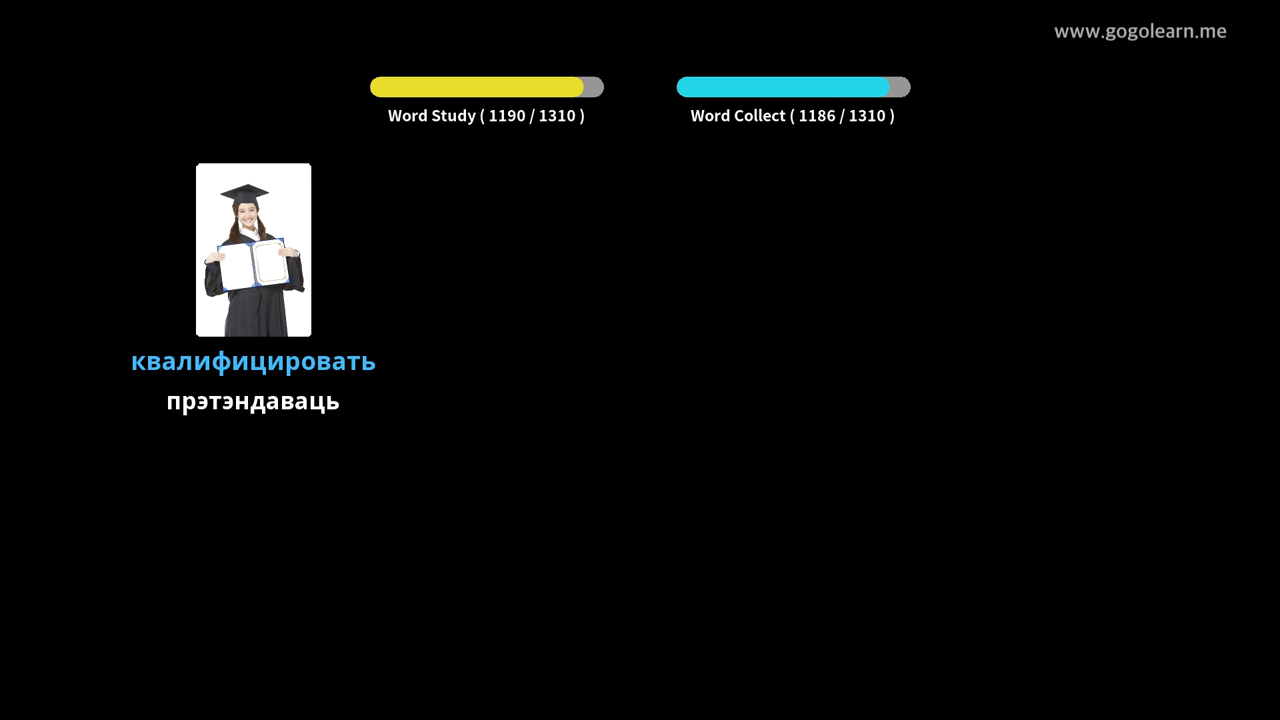 www.gogolearn.me
Word Study ( 1190 / 1310 )
Word Collect ( 1186 / 1310 )
квалифицировать
прэтэндаваць